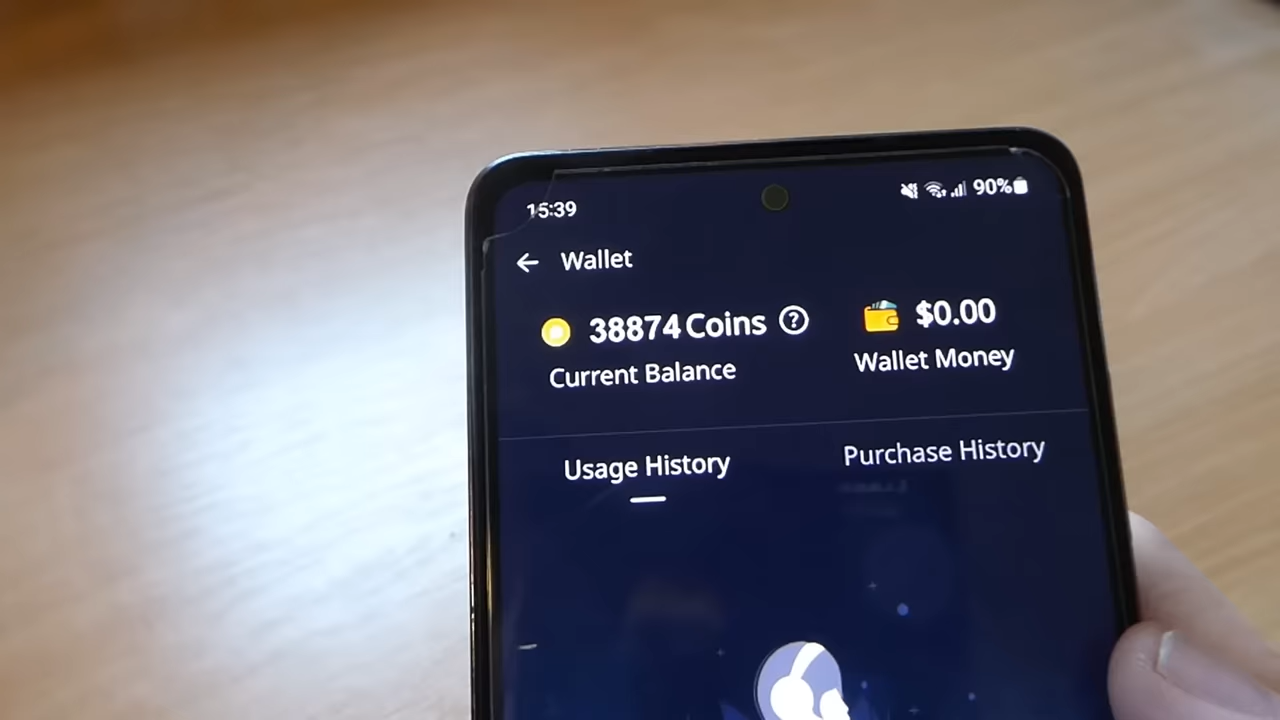 15:39
90%
Wallet
38874 Coins ?
$0.00
Current Balance
Wallet Money
Usage History
Purchase History